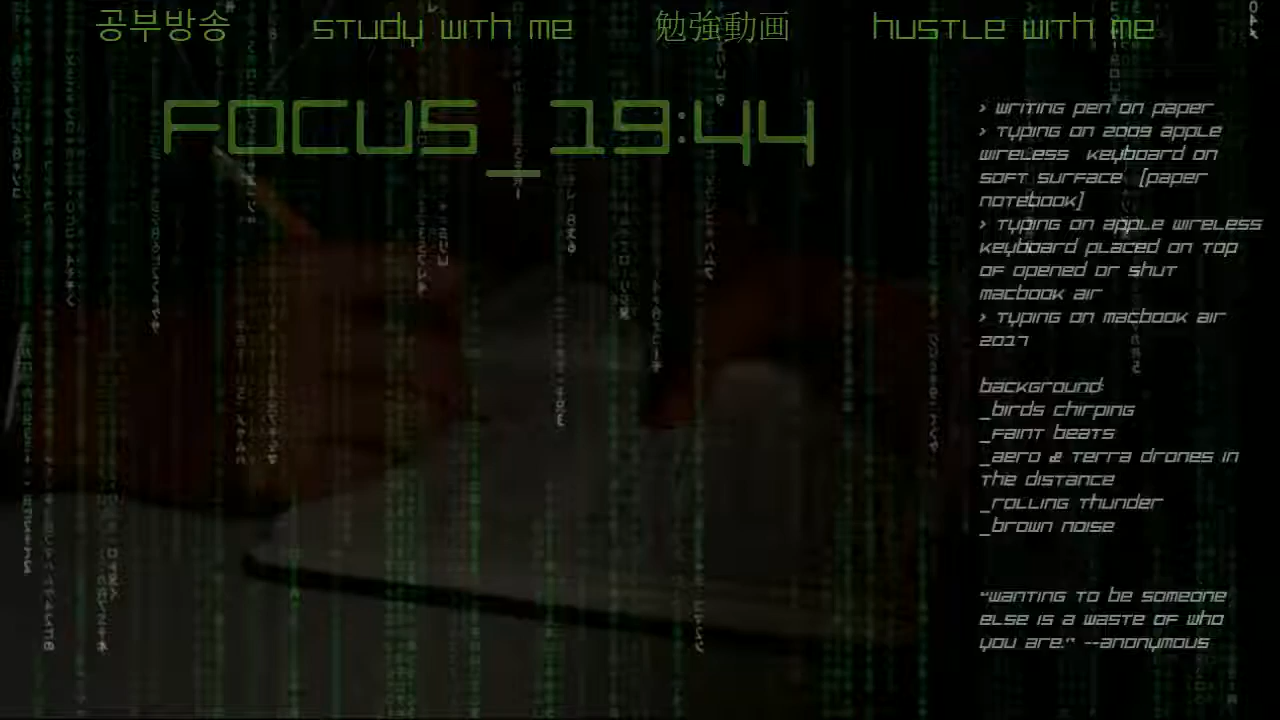 공부방송 study with me 勉強動画 hustle with me
FOCUS 19:44
> writing pen on paper
> typing on 2009 apple
wireless keyboard on
soft surface [paper
notebook]
> typing on apple wireless
keyboard placed on top
of opened or shut
macbook air
> typing on macbook air
2017
background:
_birds chirping
_faint beats
_aero & terra drones in
the distance
_rolling thunder
_brown noise
"wanting to be someone
else is a waste of who
you are." --anonymous